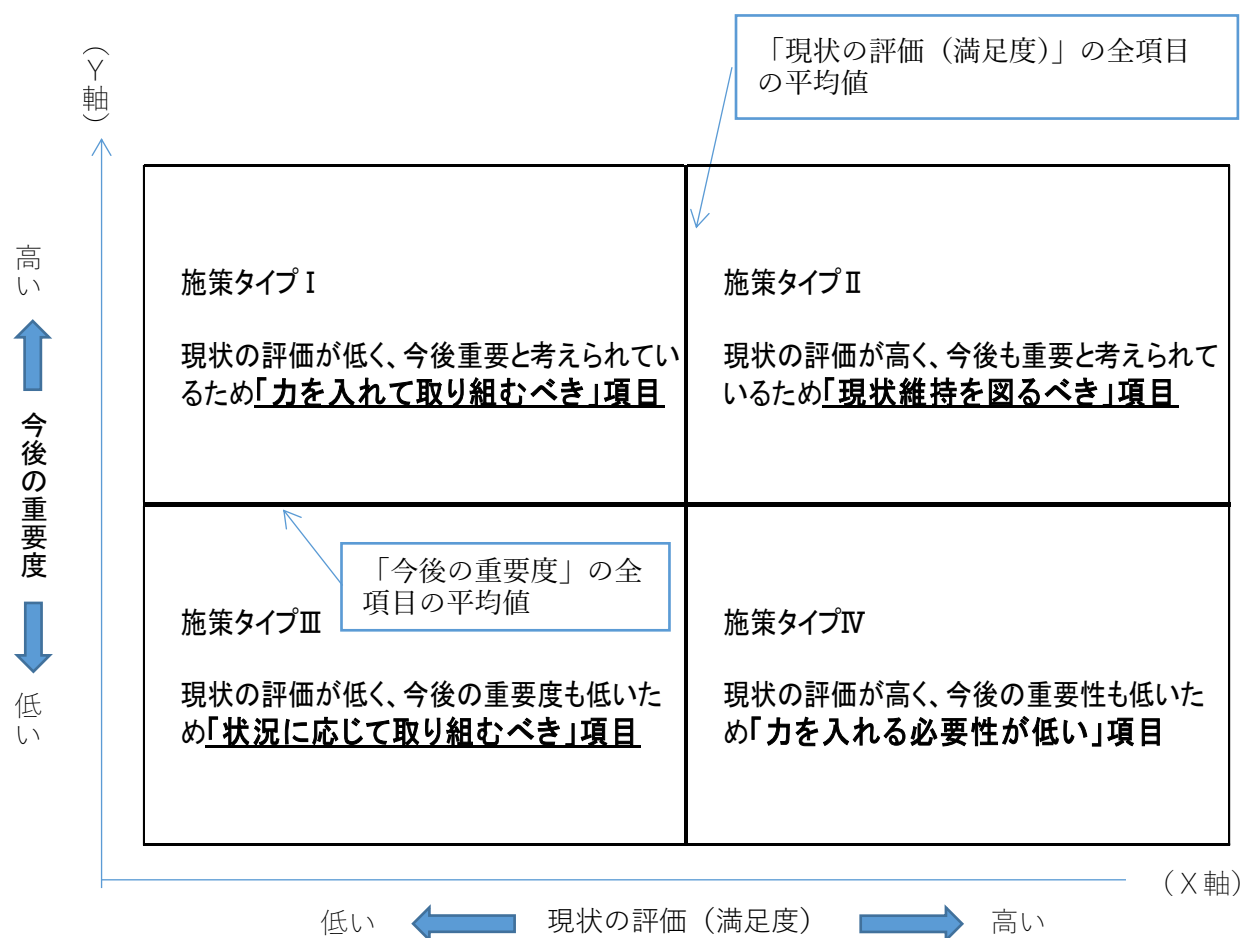 （Ｙ軸）
「現状の評価（満足度）」の全項目
の平均値
高い
今後の重要度
低い
施策タイプⅠ
現状の評価が低く、今後重要と考えられてい
るため「力を入れて取り組むべき」項目
施策タイプⅡ
現状の評価が高く、今後も重要と考えられて
いるため「現状維持を図るべき」項目
「今後の重要度」の全
項目の平均値
施策タイプⅢ
現状の評価が低く、今後の重要度も低いた
め「状況に応じて取り組むべき」項目
施策タイプⅣ
現状の評価が高く、今後の重要性も低いた
め「力を入れる必要性が低い」項目
（Ｘ軸）
低い
現状の評価（満足度）
高い